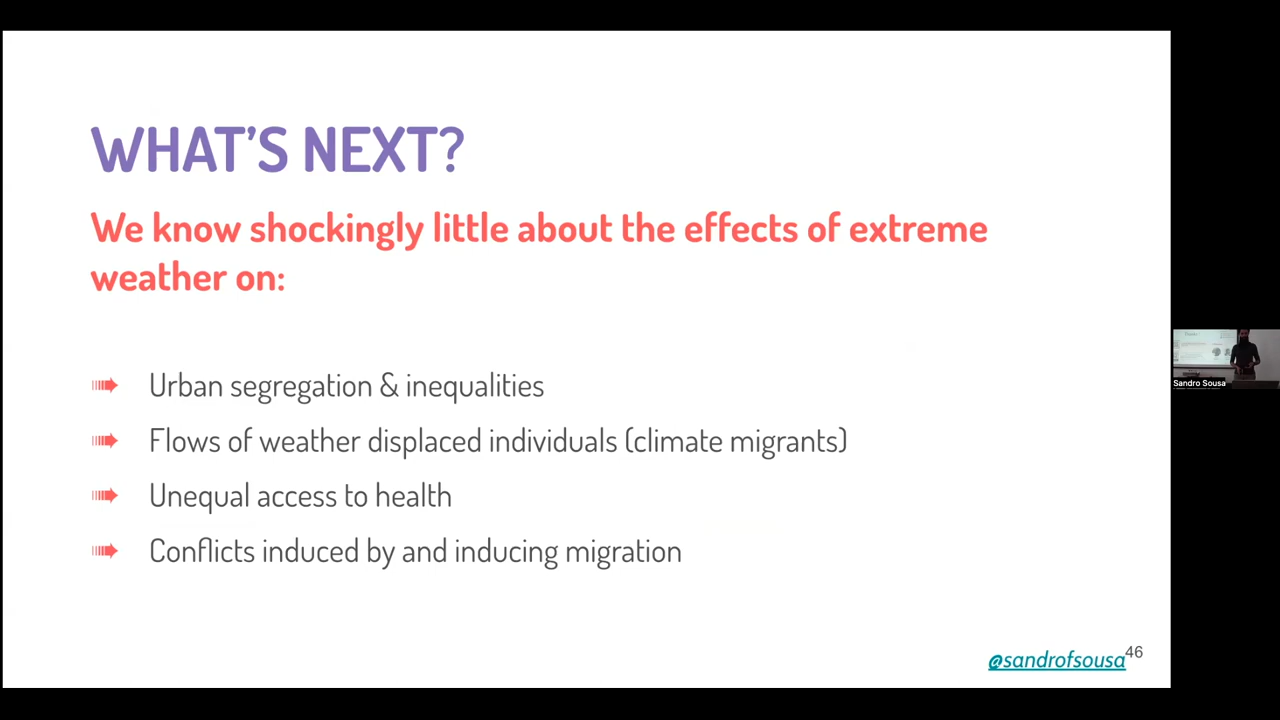 WHAT'S NEXT?
We know shockingly little about the effects of extreme
weather on:
Urban segregation & inequalities
Flows of weather displaced individuals (climate migrants)
Unequal access to health
Conflicts induced by and inducing migration
@sandrofsousa
46
Sandro Sousa